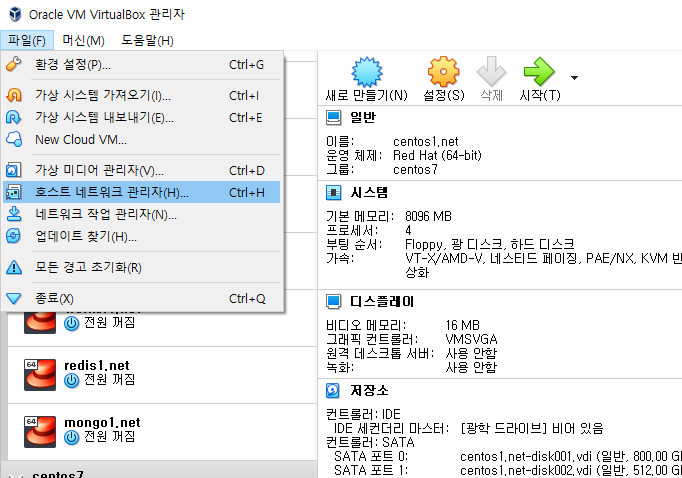 Oracle VM VirtualBox 관리자
파일(F) 머신(M) 도움말(H)
환경 설정(P)... Ctrl+G
가상 시스템 가져오기(I)... Ctrl+I
가상 시스템 내보내기(E)... Ctrl+E
New Cloud VM...
가상 미디어 관리자(V)... Ctrl+D
호스트 네트워크 관리자(H)... Ctrl+H
네트워크 작업 관리자(N)...
업데이트 찾기(H)...
모든 경고 초기화(R)
종료(X) Ctrl+Q
전원 꺼짐
64
redis1.net
전원 꺼짐
64
mongo1.net
전원 꺼짐
centos7
새로 만들기(N) 설정(S) 삭제 시작(T)
일반
이름: centos1.net
운영 체제: Red Hat (64-bit)
그룹: centos7
시스템
기본 메모리: 8096 MB
프로세서: 4
부팅 순서: Floppy, 광 디스크, 하드 디스크
가속: VT-x/AMD-V, 네스티드 페이징, PAE/NX, KVM 반
상화
디스플레이
비디오 메모리: 16 MB
그래픽 컨트롤러: VMSVGA
원격 데스크톱 서버: 사용 안함
녹화: 사용 안함
저장소
컨트롤러: IDE
IDE 세컨더리 마스터: [광학 드라이브] 비어 있음
컨트롤러: SATA
SATA 포트 0: centos1.net-disk001.vdi (일반, 800,00 G
SATA 포트 1: centos1.net-disk002.vdi (일반, 512,00 G